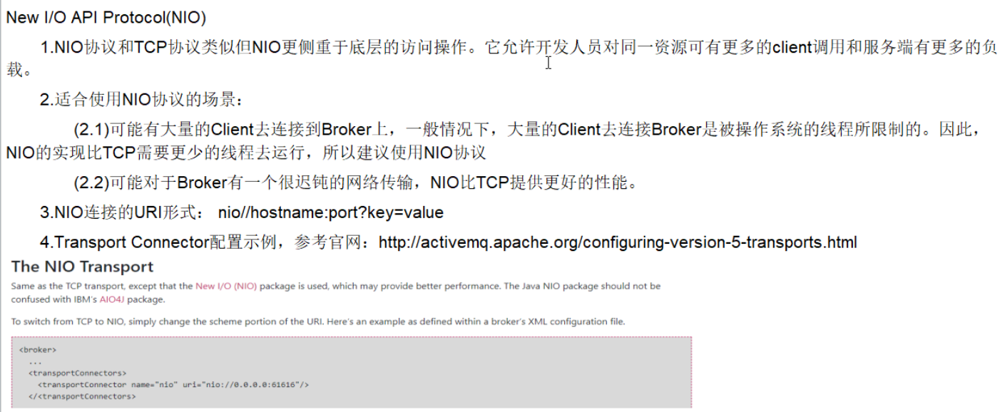 New I/O API Protocol(NIO)
1.NIO协议和TCP协议类似但NIO更侧重于底层的访问操作。它允许开发人员对同一资源可有更多的client调用和服务端有更多的负
载。
2.适合使用NIO协议的场景：
(2.1)可能有大量的Client去连接到Broker上，一般情况下，大量的Client去连接Broker是被操作系统的线程所限制的。因此，
NIO的实现比TCP需要更少的线程去运行，所以建议使用NIO协议
(2.2)可能对于Broker有一个很迟钝的网络传输，NIO比TCP提供更好的性能。
3.NIO连接的URI形式： nio//hostname:port?key=value
4.Transport Connector配置示例，参考官网：http://activemq.apache.org/configuring-version-5-transports.html
The NIO Transport
Same as the TCP transport, except that the New I/O (NIO) package is used, which may provide better performance. The Java NIO package should not be
confused with IBM's AIO4J package.
To switch from TCP to NIO, simply change the scheme portion of the URI. Here's an example as defined within a broker's XML configuration file.
<broker>
...
<transportConnectors>
<transportConnector name="nio" uri="nio://0.0.0.0:61616"/>
</<transportConnectors>